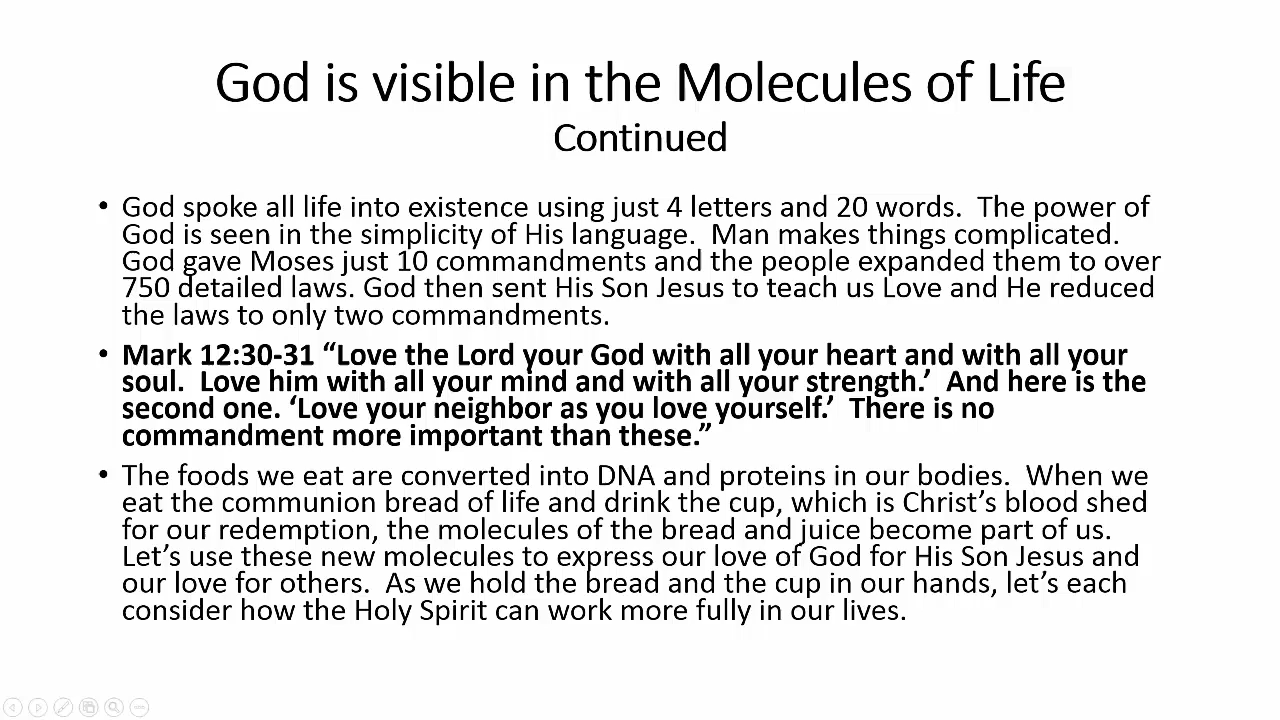 God is visible in the Molecules of Life
Continued
• God spoke all life into existence using just 4 letters and 20 words.  The power of
God is seen in the simplicity of His language.  Man makes things complicated.
God gave Moses just 10 commandments and the people expanded them to over
750 detailed laws. God then sent His Son Jesus to teach us Love and He reduced
the laws to only two commandments.
• Mark 12:30-31 “Love the Lord your God with all your heart and with all your
soul.  Love him with all your mind and with all your strength.’  And here is the
second one. ‘Love your neighbor as you love yourself.’  There is no
commandment more important than these.”
• The foods we eat are converted into DNA and proteins in our bodies.  When we
eat the communion bread of life and drink the cup, which is Christ’s blood shed
for our redemption, the molecules of the bread and juice become part of us.
Let’s use these new molecules to express our love of God for His Son Jesus and
our love for others.  As we hold the bread and the cup in our hands, let’s each
consider how the Holy Spirit can work more fully in our lives.